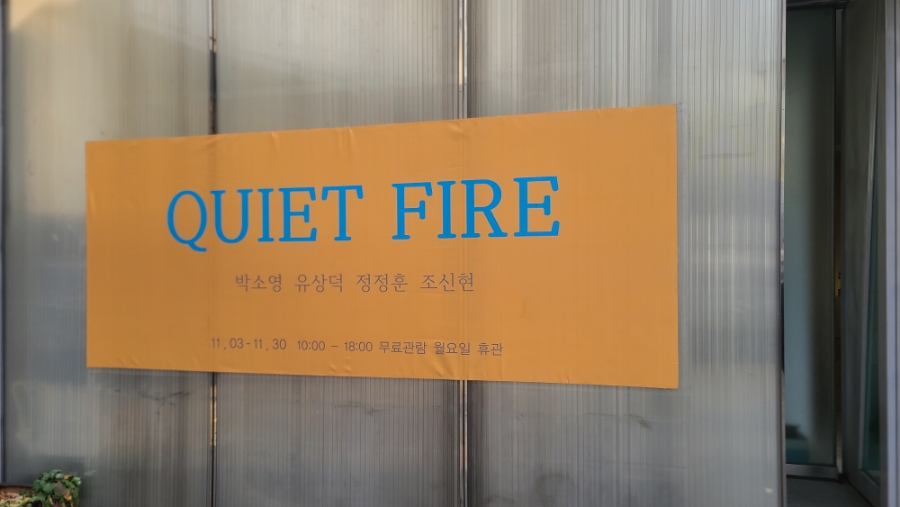 QUIET FIRE
박소영 유상덕 정정훈 조신현
11.03-11.30 10:00 - 18:00 무료관람 월요일 휴관